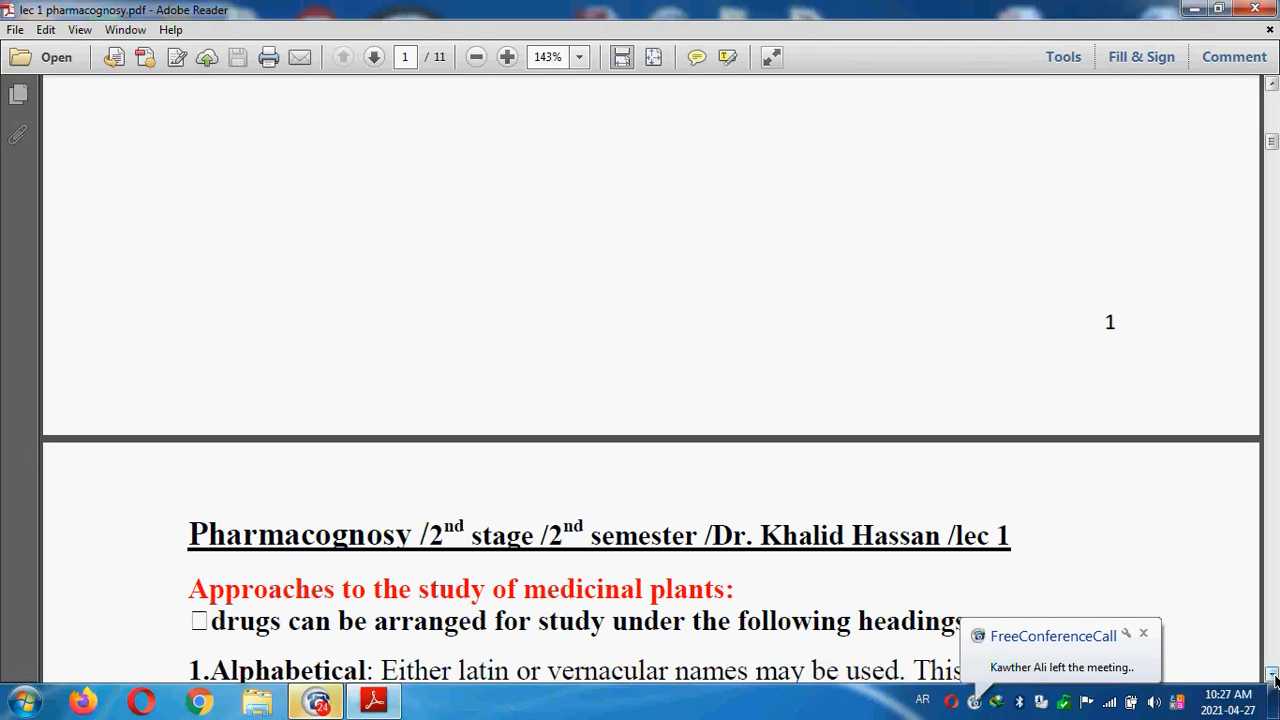 lec 1 pharmacognosy.pdf - Adobe Reader
File Edit View Window Help
Open 1 / 11 143% Tools Fill & Sign Comment
1
Pharmacognosy /2nd stage /2nd semester /Dr. Khalid Hassan /lec 1
Approaches to the study of medicinal plants:
drugs can be arranged for study under the following headings
1.Alphabetical: Either latin or vernacular names may be used. This
FreeConferenceCall
Kawther Ali left the meeting..
24
AR
10:27 AM
2021-04-27